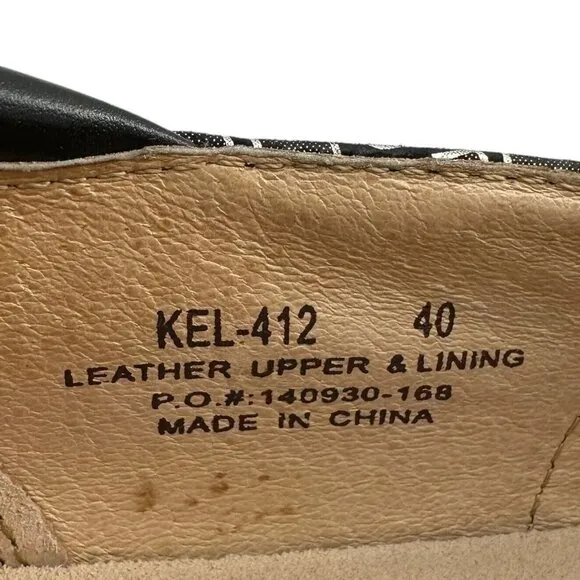 KEL-412 40
LEATHER UPPER & LINING
P.O.#:140930-168
MADE IN CHINA